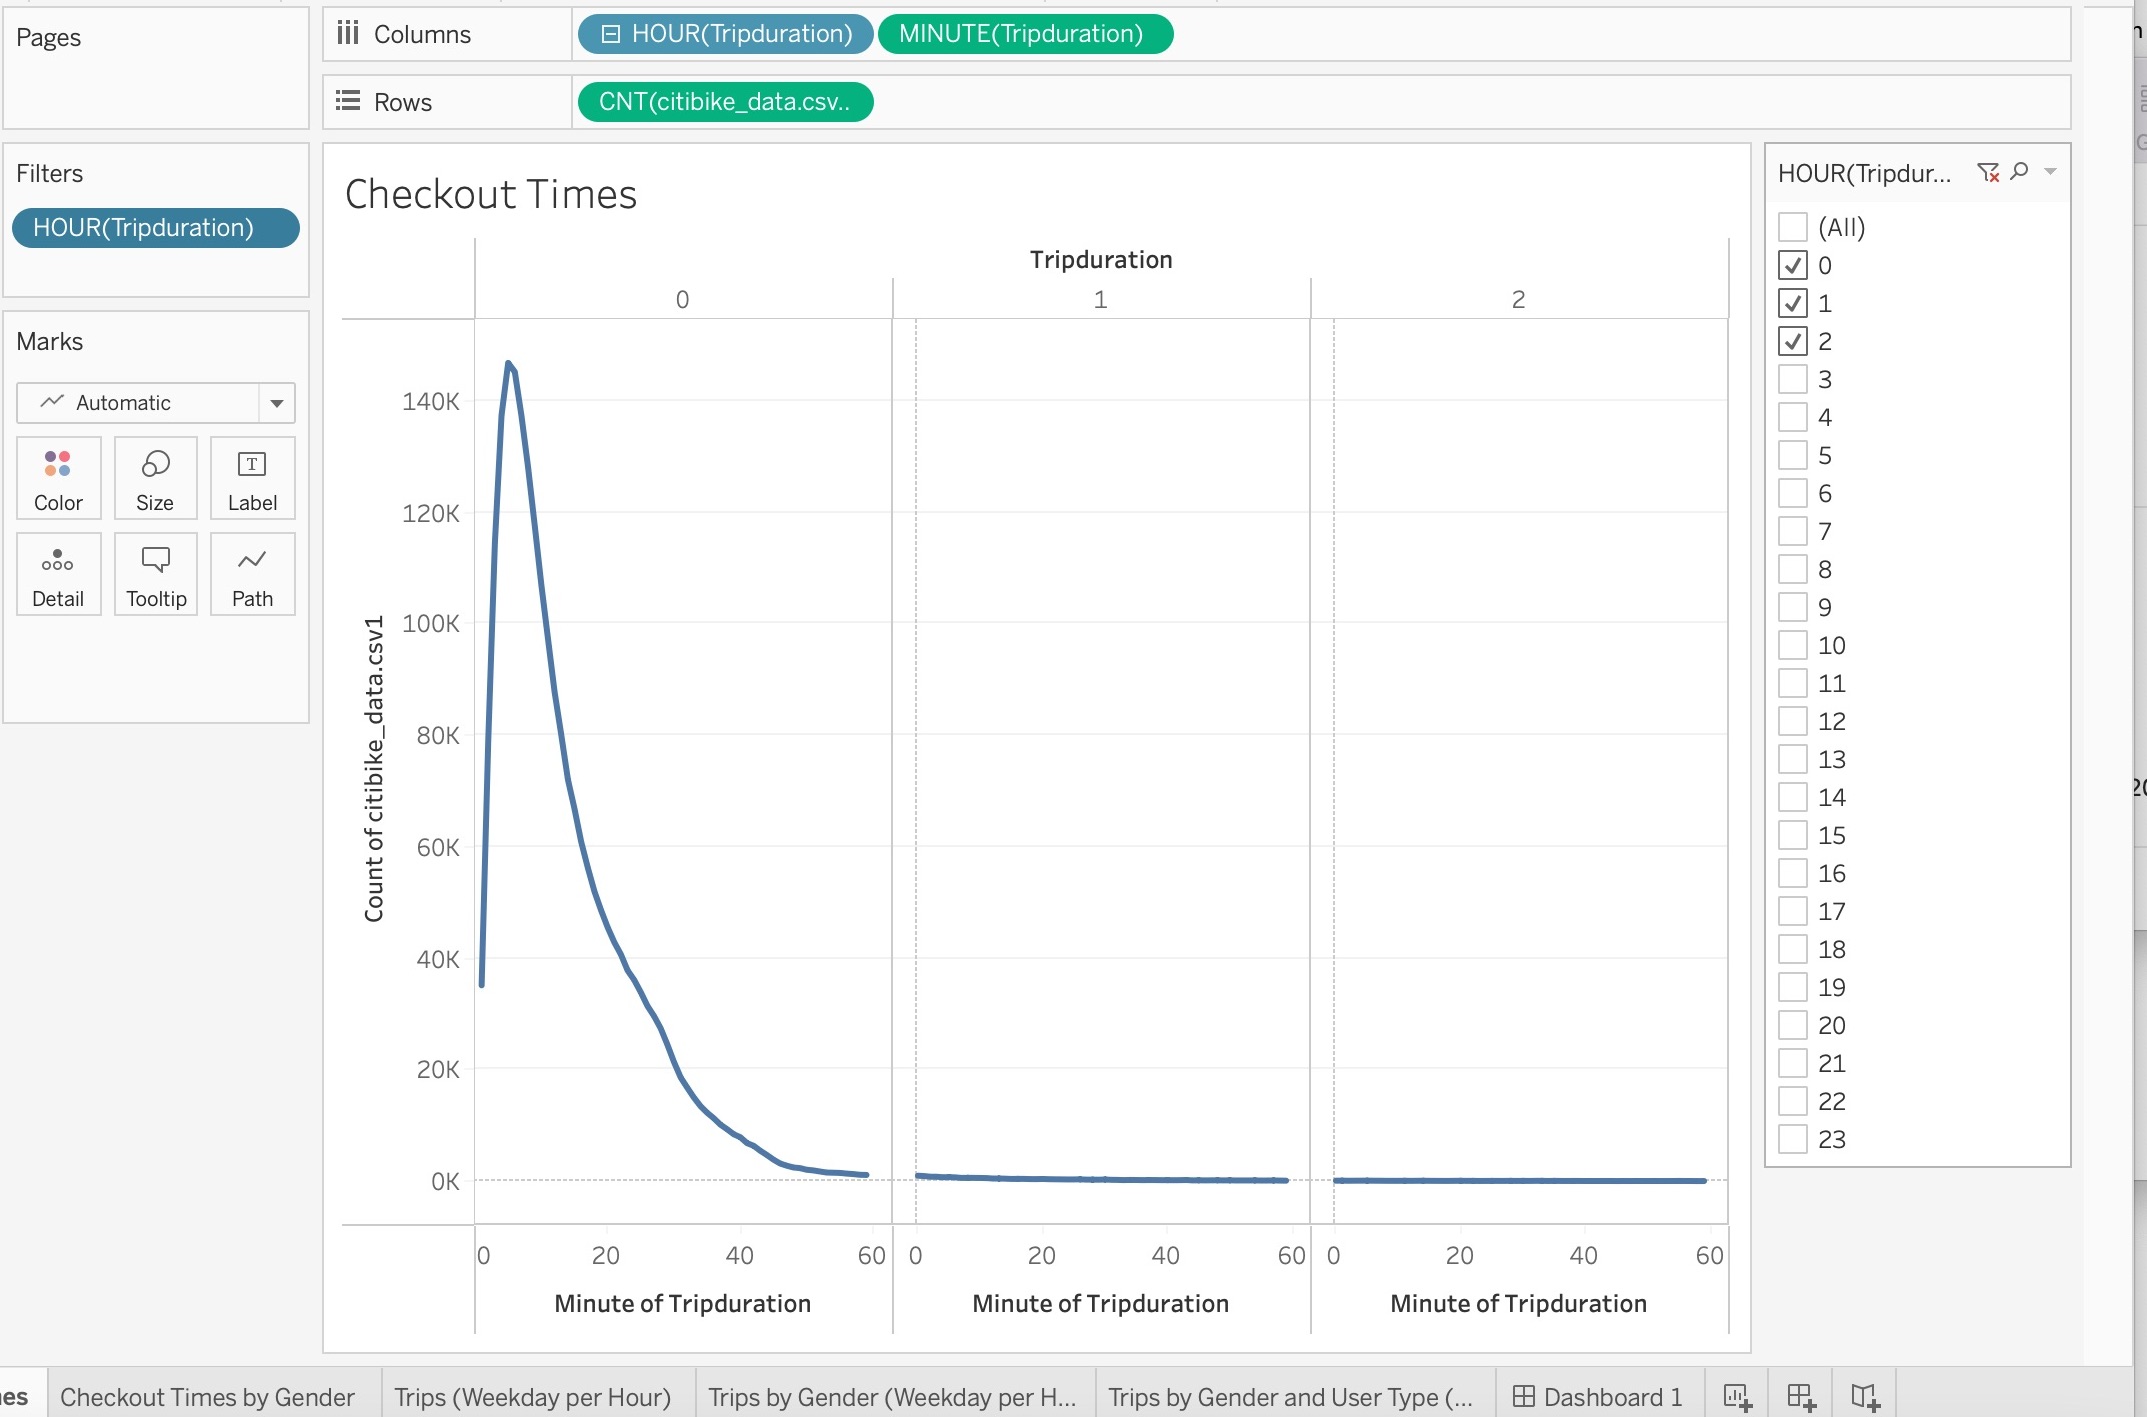 Pages
Columns
HOUR(Tripduration)
MINUTE(Tripduration)
Rows
CNT(citibike_data.csv..
Filters
HOUR(Tripduration)
Marks
Automatic
Color
Size
Label
Detail
Tooltip
Path
Checkout Times
Tripduration
0
1
2
Count of citibike_data.csv1
140K
120K
100K
80K
60K
40K
20K
0K
0 20 40 60
0 20 40 60
0 20 40 60
Minute of Tripduration
Minute of Tripduration
Minute of Tripduration
HOUR(Tripdur...
(All)
0
1
2
3
4
5
6
7
8
9
10
11
12
13
14
15
16
17
18
19
20
21
22
23
Checkout Times by Gender
Trips (Weekday per Hour)
Trips by Gender (Weekday per H...
Trips by Gender and User Type (...
Dashboard 1